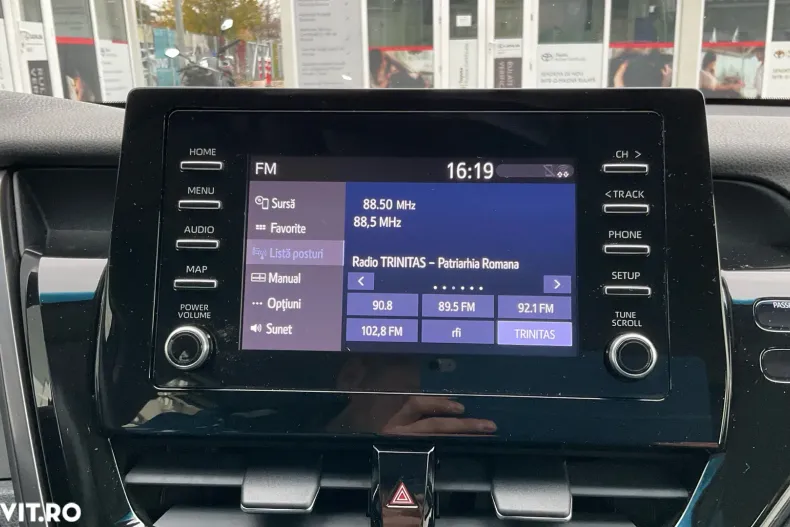 HOME
MENU
AUDIO
MAP
POWER
VOLUME
FM
16:19
Sursă
Favorite
Listă posturi
Manual
Opţiuni
Sunet
88.50 MHz
88,5 MHz
Radio TRINITAS – Patriarhia Romana
90.8
89.5 FM
92.1 FM
102,8 FM
rfi
TRINITAS
CH >
< TRACK
PHONE
SETUP
TUNE
SCROLL
VIT.RO